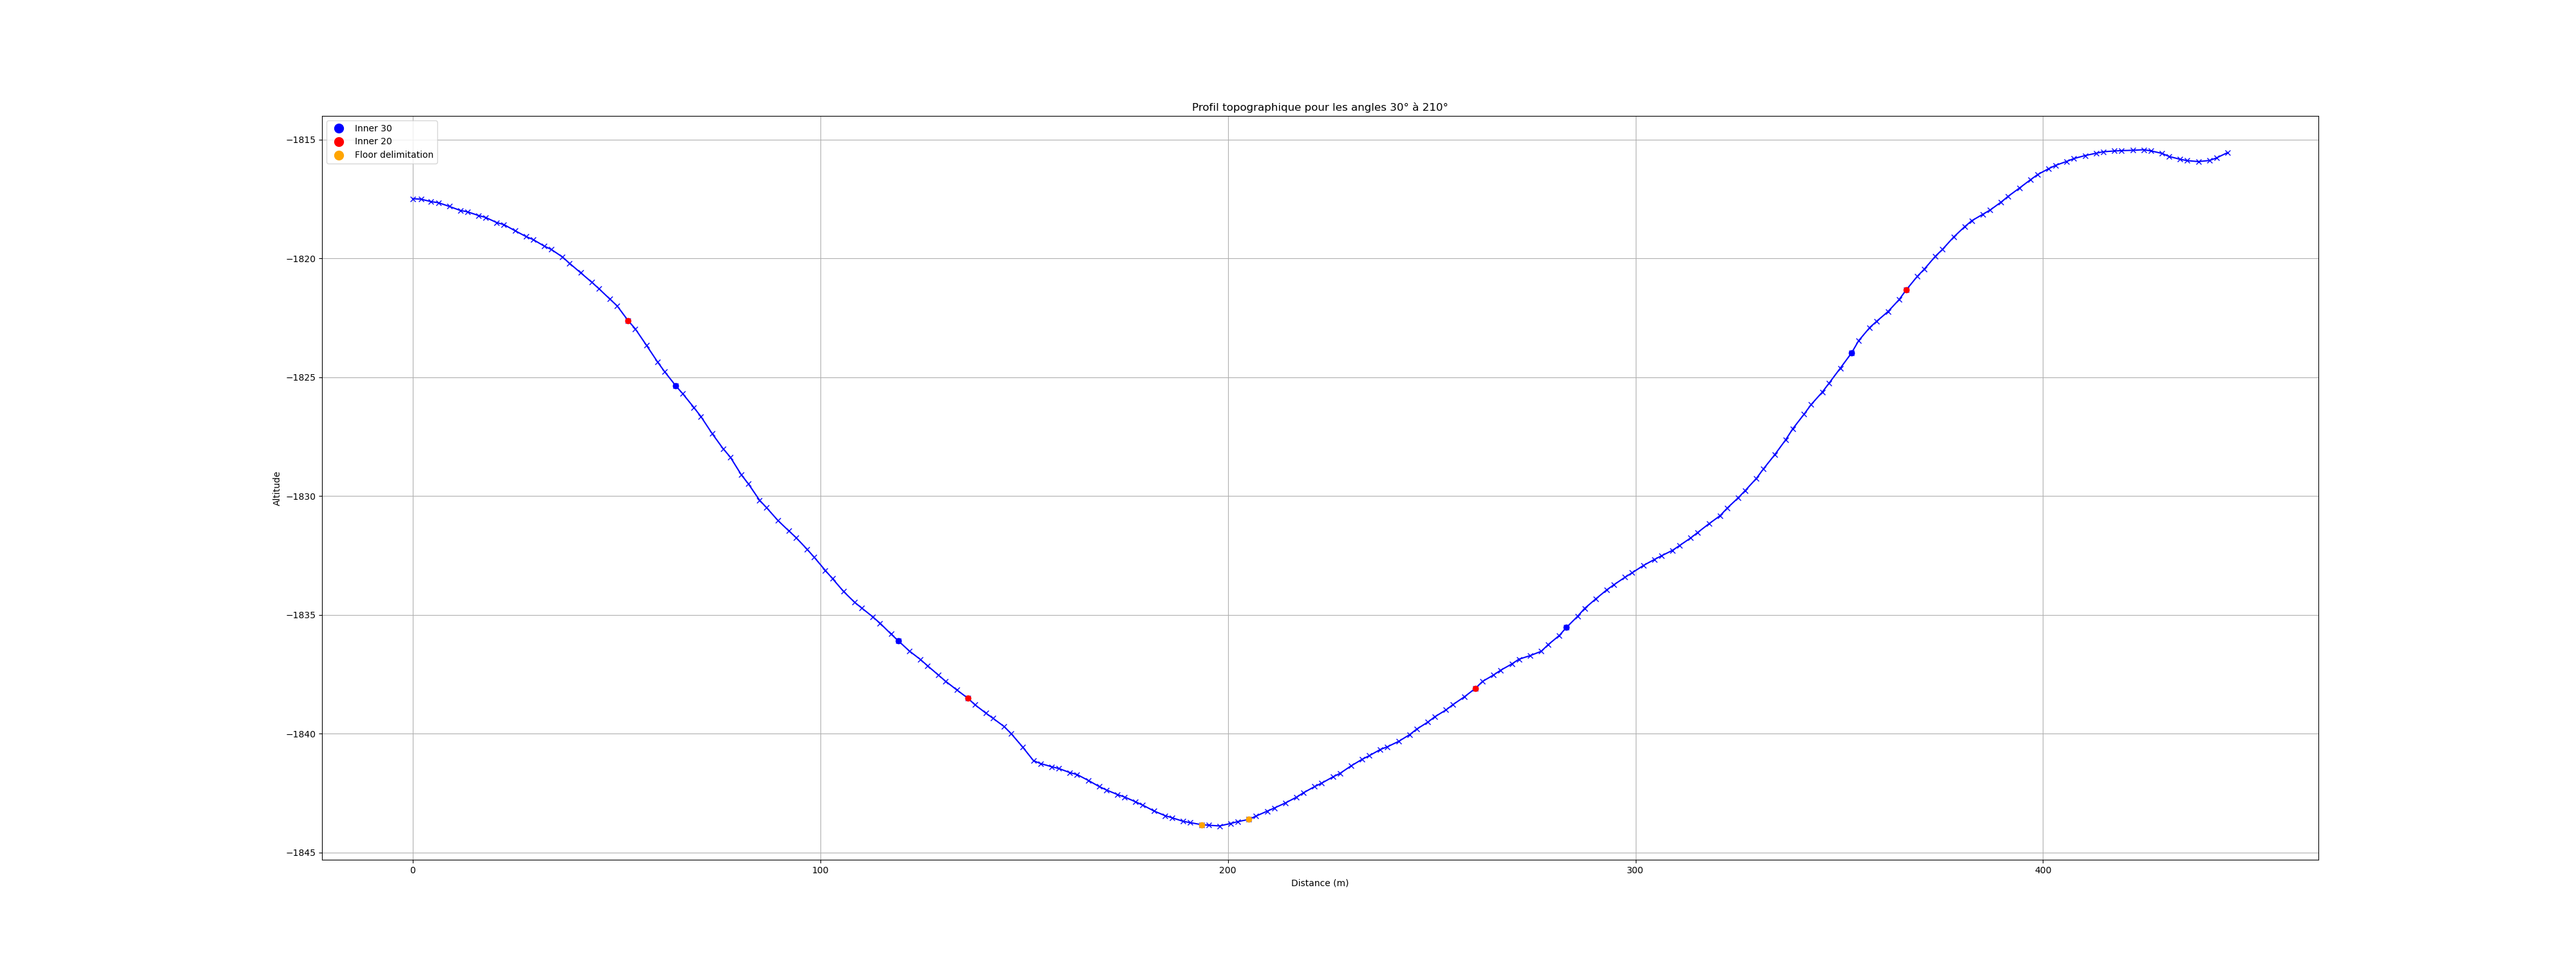 Profil topographique pour les angles 30° à 210°
Inner 30
Inner 20
Floor delimitation
−1815
−1820
−1825
−1830
−1835
−1840
−1845
Altitude
0 100 200 300 400
Distance (m)